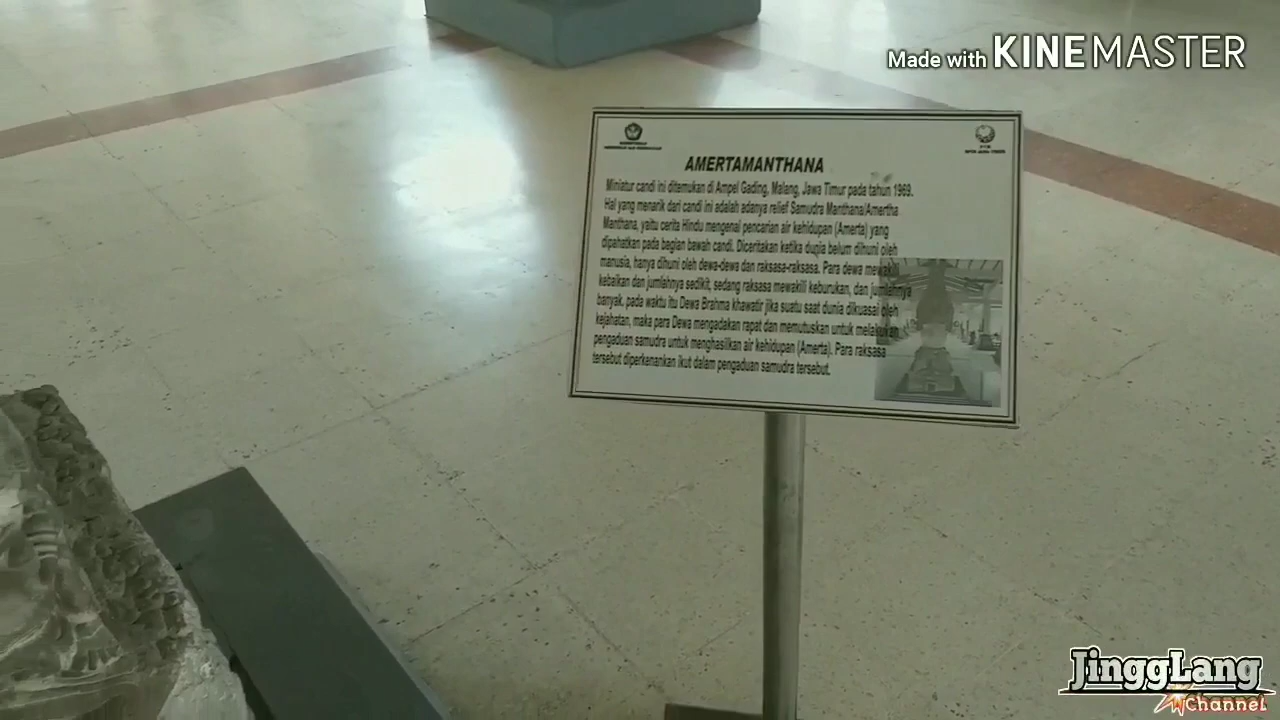 Made with KINEMASTER
AMERTAMANTHANA
Miniatur candi ini ditemukan di Ampel Gading, Malang, Jawa Timur pada tahun 1969.
Hal yang menarik dari candi ini adalah adanya relief Samudra Manthana/Amertha
Manthana, yaitu cerita Hindu mengenai pencarian air kehidupan (Amerta) yang
dipahatkan pada bagian bawah candi. Diceritakan ketika dunia belum dihuni oleh
manusia, hanya dihuni oleh dewa-dewa dan raksasa-raksasa. Para dewa mewakili
kebaikan dan jumlahnya sedikit, sedang raksasa mewakili keburukan, dan jumlahnya
banyak, pada waktu itu Dewa Brahma khawatir jika suatu saat dunia dikuasai oleh
kejahatan, maka para Dewa mengadakan rapat dan memutuskan untuk melakukan
pengaduan samudra untuk menghasilkan air kehidupan (Amerta). Para raksasa
tersebut diperkenankan ikut dalam pengaduan samudra tersebut.
JinggLang
Channel